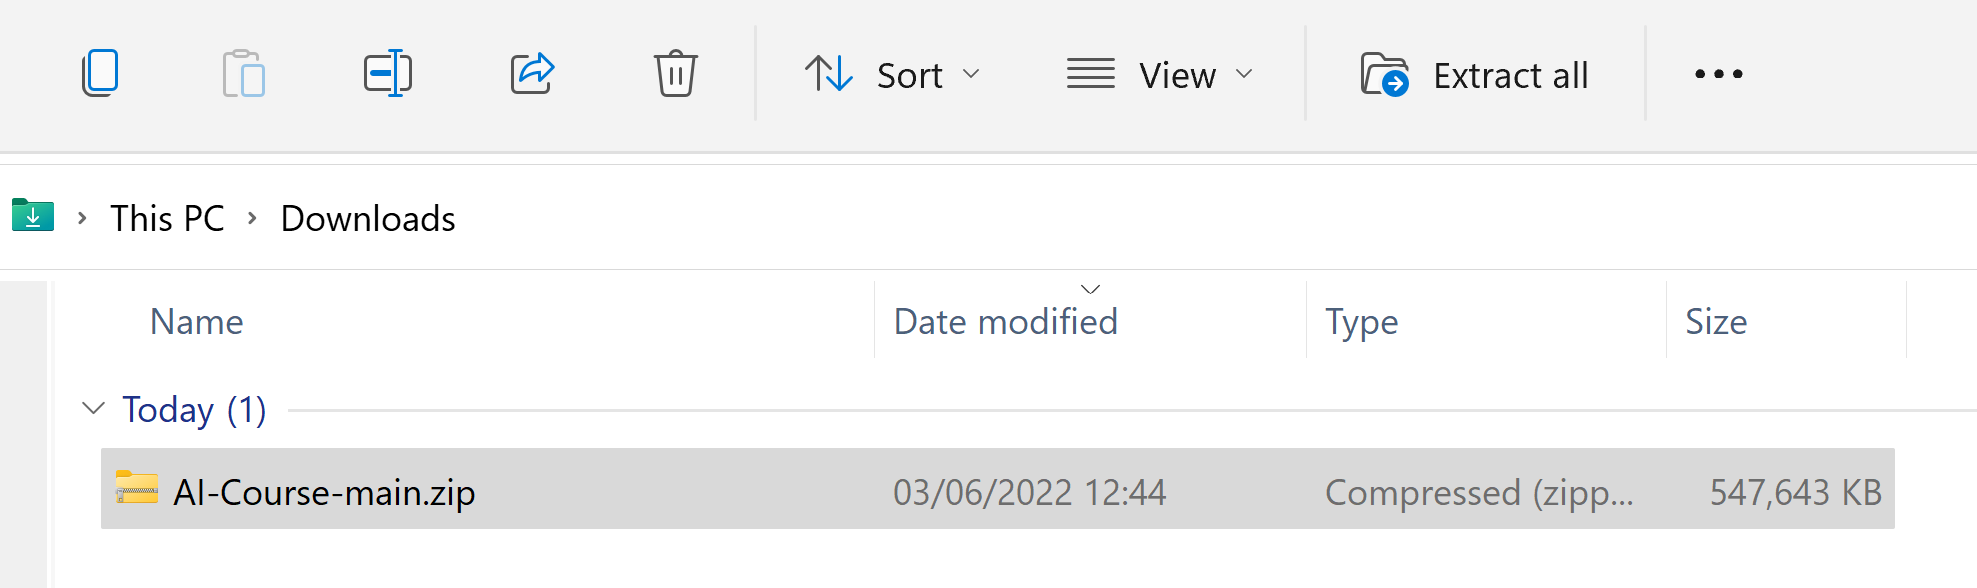 Sort View Extract all
This PC Downloads
Name Date modified Type Size
Today (1)
AI-Course-main.zip 03/06/2022 12:44 Compressed (zipp... 547,643 KB